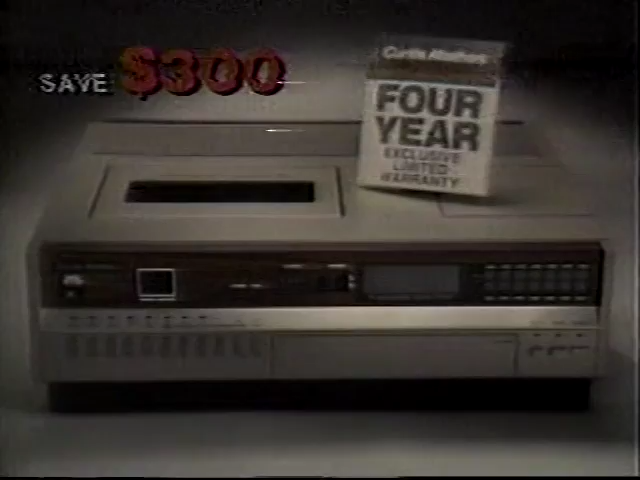 SAVE $300
Curtis Mathes
FOUR
YEAR
EXCLUSIVE
LIMITED
WARRANTY